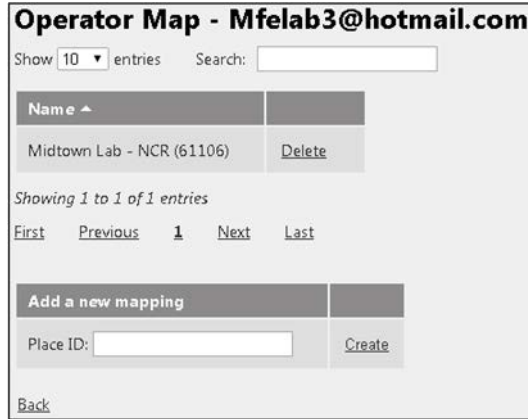 Operator Map - Mfelab3@hotmail.com
Show 10 entries Search:
Name
Midtown Lab - NCR (61106) Delete
Showing 1 to 1 of 1 entries
First Previous 1 Next Last
Add a new mapping
Place ID: Create
Back